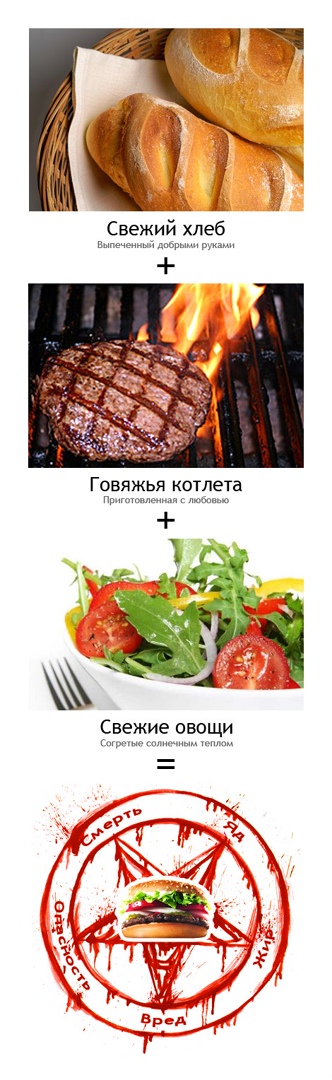 Свежий хлеб
Выпеченный добрыми руками
+
Говяжья котлета
Приготовленная с любовью
+
Свежие овощи
Согретые солнечным теплом
=
Смерть
Яд
Опасность
Жир
Вред